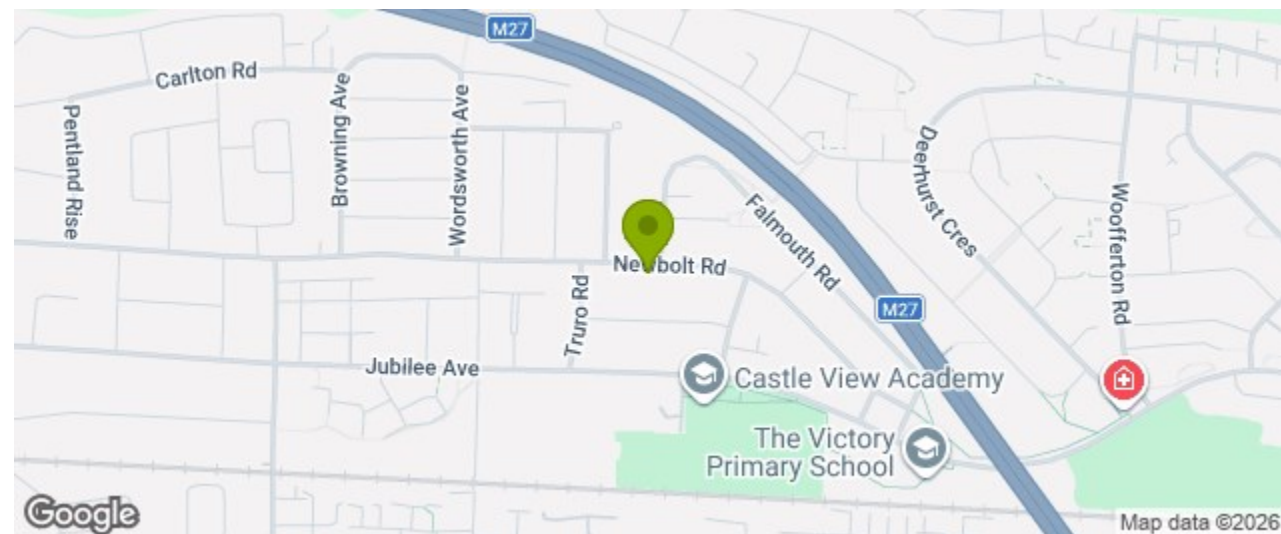 M27
Carlton Rd
Pentland Rise
Browning Ave
Wordsworth Ave
Deerhurst Cres
Woofferton Rd
Falmouth Rd
Newbolt Rd
Truro Rd
M27
Jubilee Ave
Castle View Academy
The Victory
Primary School
Google
Map data ©2026